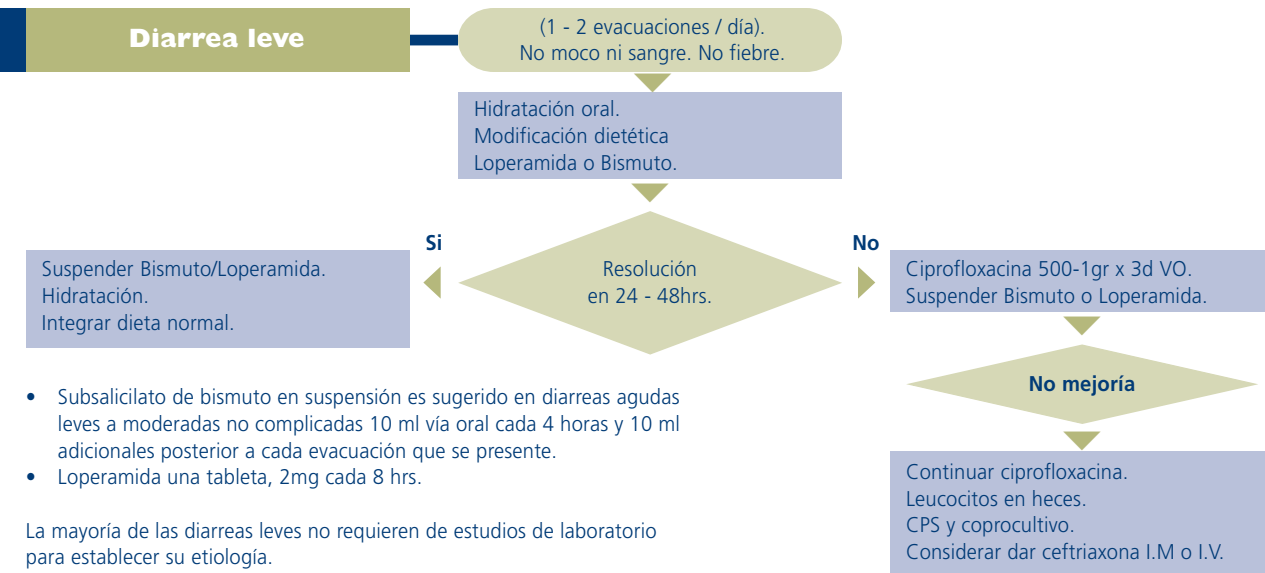 Diarrea leve
(1 - 2 evacuaciones / día).
No moco ni sangre. No fiebre.
Hidratación oral.
Modificación dietética
Loperamida o Bismuto.
Resolución
en 24 - 48hrs.
Si
Suspender Bismuto/Loperamida.
Hidratación.
Integrar dieta normal.
No
Ciprofloxacina 500-1gr x 3d VO.
Suspender Bismuto o Loperamida.
No mejoría
Continuar ciprofloxacina.
Leucocitos en heces.
CPS y coprocultivo.
Considerar dar ceftriaxona I.M o I.V.
• Subsalicilato de bismuto en suspensión es sugerido en diarreas agudas
leves a moderadas no complicadas 10 ml vía oral cada 4 horas y 10 ml
adicionales posterior a cada evacuación que se presente.
• Loperamida una tableta, 2mg cada 8 hrs.
La mayoría de las diarreas leves no requieren de estudios de laboratorio
para establecer su etiología.